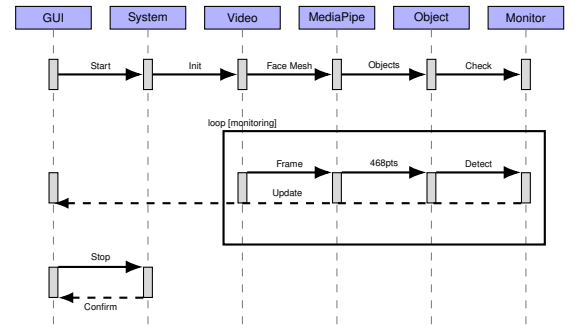 GUI System Video MediaPipe Object Monitor
Start Init Face Mesh Objects Check
loop [monitoring]
Frame 468pts Detect
Update
Stop
Confirm